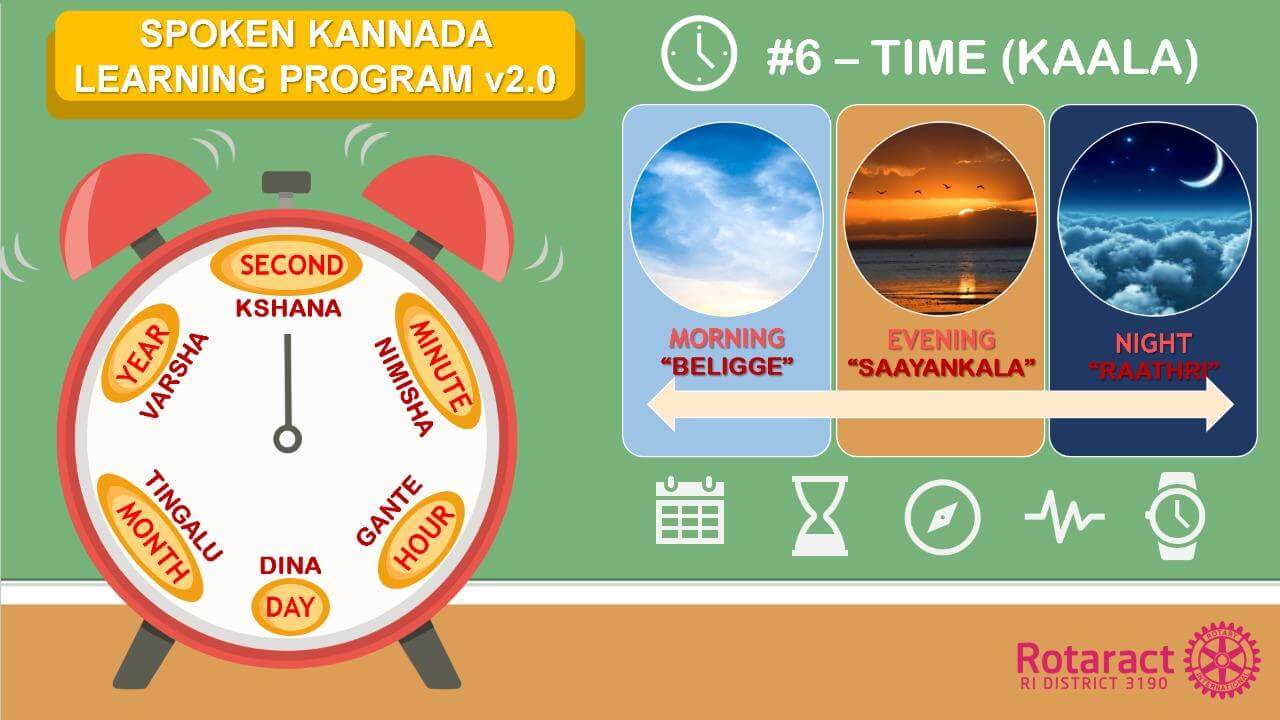 SPOKEN KANNADA
LEARNING PROGRAM v2.0
#6 – TIME (KAALA)
SECOND
KSHANA
MINUTE
NIMISHA
HOUR
GANTE
DAY
DINA
MONTH
TINGALU
YEAR
VARSHA
MORNING
“BELIGGE”
EVENING
“SAAYANKALA”
NIGHT
“RAATHRI”
Rotaract
RI DISTRICT 3190
ROTARY
INTERNATIONAL